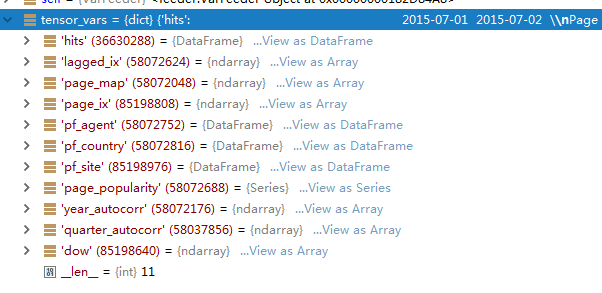 tensor_vars = {dict} {'hits': 2015-07-01 2015-07-02 \\nPage
'hits' (36630288) = {DataFrame} ...View as DataFrame
'lagged_ix' (58072624) = {ndarray} ...View as Array
'page_map' (58072048) = {ndarray} ...View as Array
'page_ix' (85198808) = {ndarray} ...View as Array
'pf_agent' (58072752) = {DataFrame} ...View as DataFrame
'pf_country' (58072816) = {DataFrame} ...View as DataFrame
'pf_site' (85198976) = {DataFrame} ...View as DataFrame
'page_popularity' (58072688) = {Series} ...View as Series
'year_autocorr' (58072176) = {ndarray} ...View as Array
'quarter_autocorr' (58037856) = {ndarray} ...View as Array
'dow' (85198640) = {ndarray} ...View as Array
__len__ = {int} 11